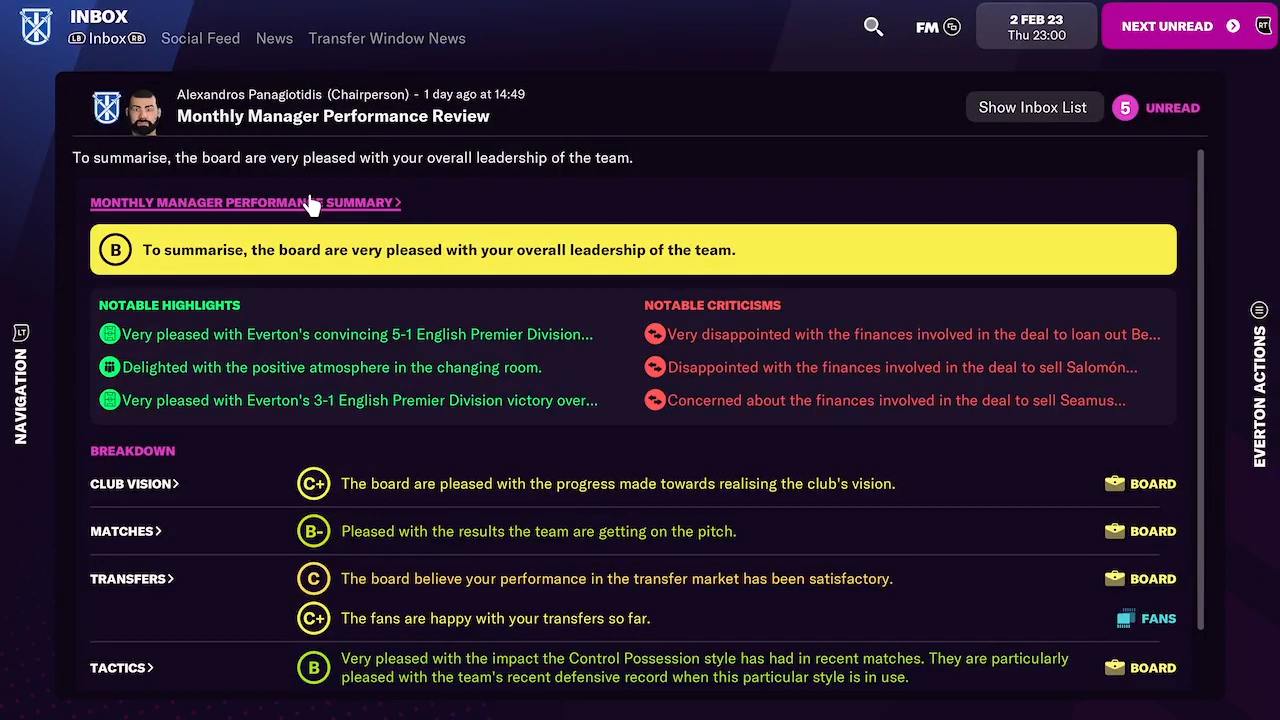 INBOX
LB Inbox RB Social Feed News Transfer Window News
FM
2 FEB 23
Thu 23:00
NEXT UNREAD
RT
Alexandros Panagiotidis (Chairperson) - 1 day ago at 14:49
Monthly Manager Performance Review
Show Inbox List
5 UNREAD
To summarise, the board are very pleased with your overall leadership of the team.
MONTHLY MANAGER PERFORMANCE SUMMARY>
B To summarise, the board are very pleased with your overall leadership of the team.
NOTABLE HIGHLIGHTS
Very pleased with Everton's convincing 5-1 English Premier Division...
Delighted with the positive atmosphere in the changing room.
Very pleased with Everton's 3-1 English Premier Division victory over...
NOTABLE CRITICISMS
Very disappointed with the finances involved in the deal to loan out Be...
Disappointed with the finances involved in the deal to sell Salomón...
Concerned about the finances involved in the deal to sell Seamus...
BREAKDOWN
CLUB VISION> C+ The board are pleased with the progress made towards realising the club's vision. BOARD
MATCHES> B- Pleased with the results the team are getting on the pitch. BOARD
TRANSFERS> C The board believe your performance in the transfer market has been satisfactory. BOARD
C+ The fans are happy with your transfers so far. FANS
TACTICS> B Very pleased with the impact the Control Possession style has had in recent matches. They are particularly
pleased with the team's recent defensive record when this particular style is in use. BOARD
LT
NAVIGATION
EVERTON ACTIONS